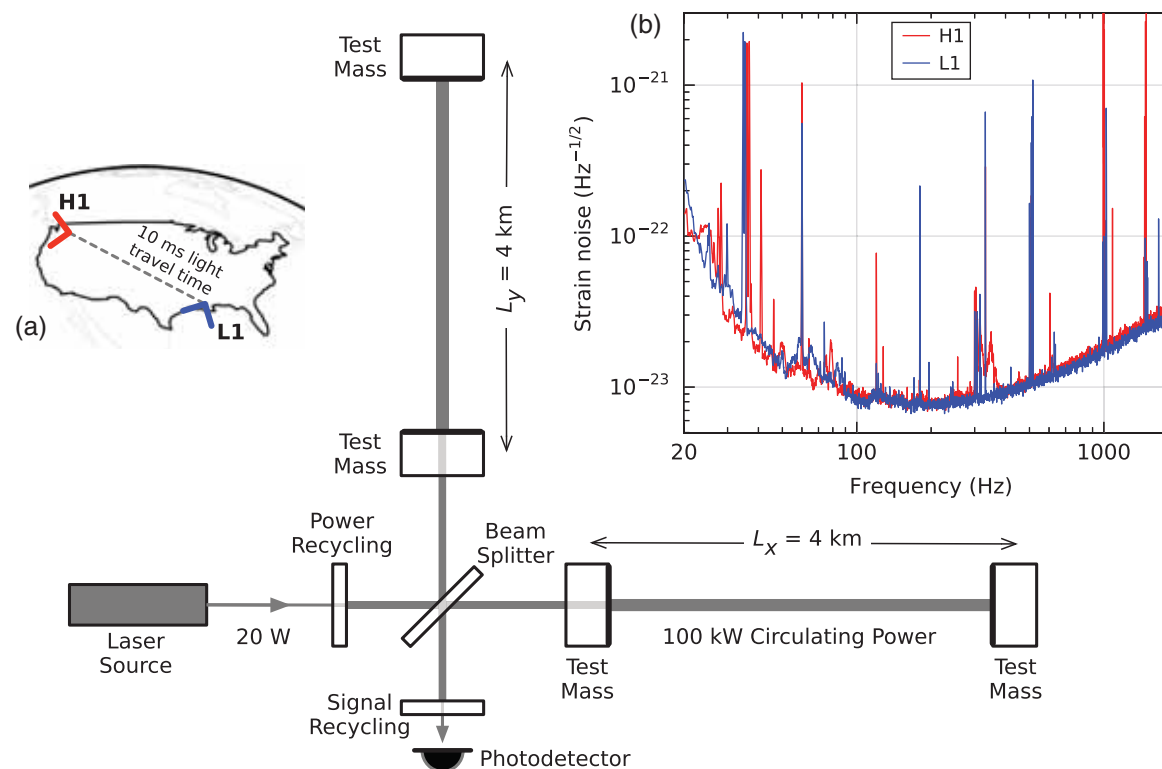 Test
Mass
Ly = 4 km
Test
Mass
H1
10 ms light
travel time
L1
(a)
(b)
H1
L1
Strain noise (Hz^-1/2)
10^-21
10^-22
10^-23
20
100
1000
Frequency (Hz)
Power
Recycling
Beam
Splitter
Lx = 4 km
Laser
Source
20 W
100 kW Circulating Power
Test
Mass
Test
Mass
Signal
Recycling
Photodetector